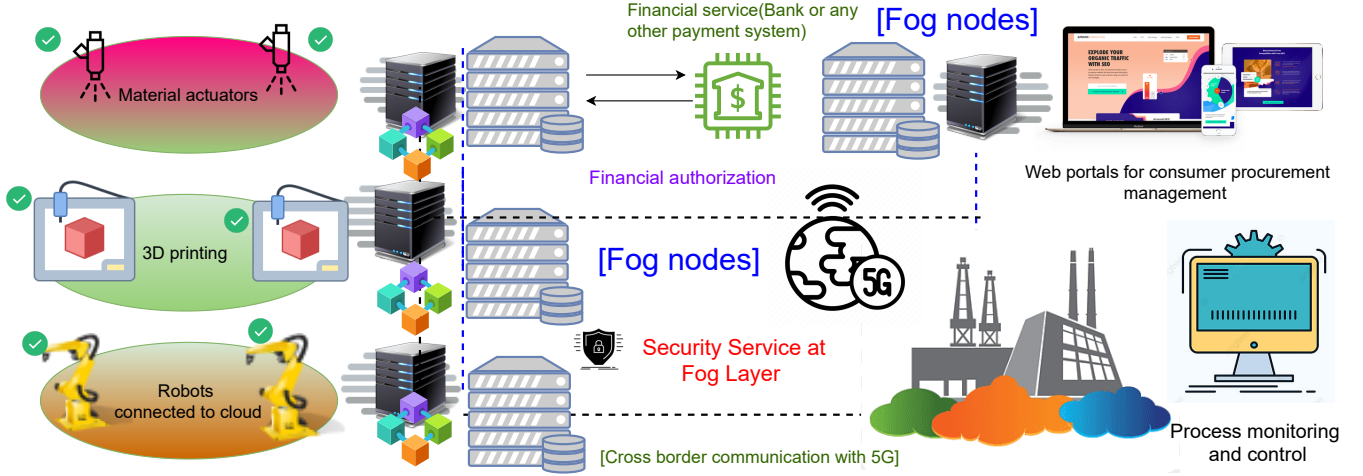 Financial service(Bank or any
other payment system)
[Fog nodes]
Material actuators
$
EXPLODE YOUR
ORGANIC TRAFFIC
WITH SEO
Financial authorization
Web portals for consumer procurement
management
3D printing
[Fog nodes]
5G
Security Service at
Fog Layer
Robots
connected to cloud
Process monitoring
and control
[Cross border communication with 5G]